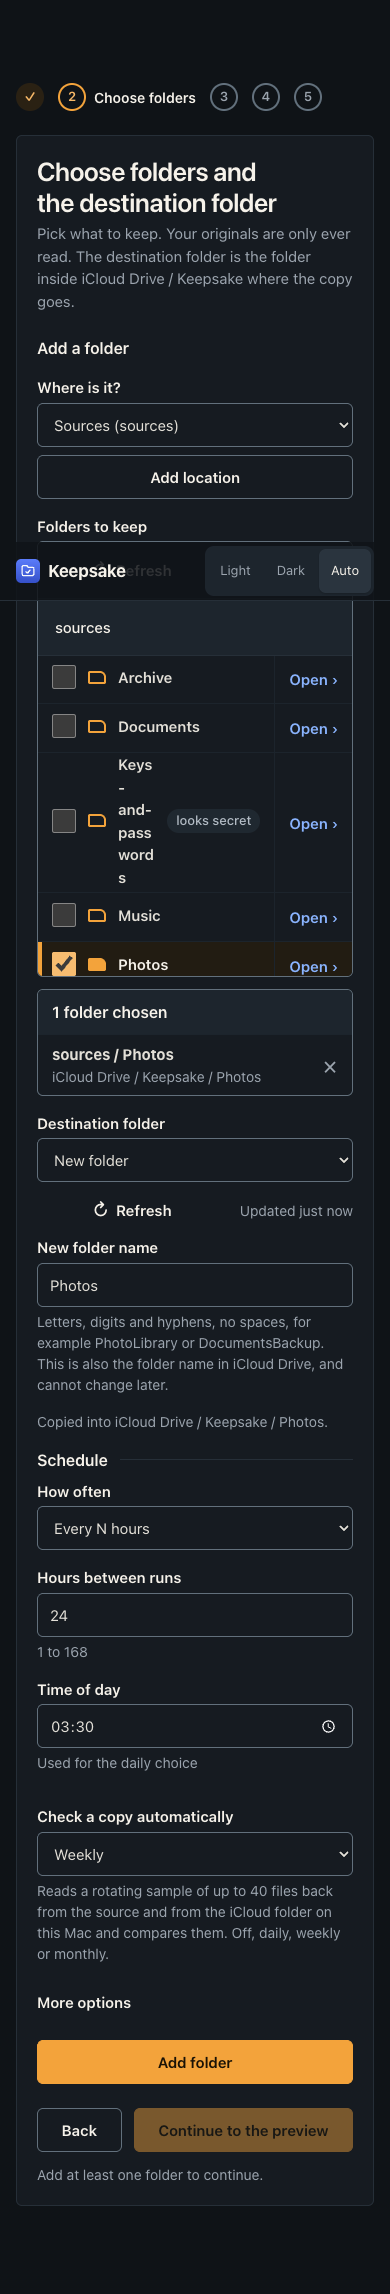 2 Choose folders 3 4 5
Choose folders and
the destination folder
Pick what to keep. Your originals are only ever
read. The destination folder is the folder
inside iCloud Drive / Keepsake where the copy
goes.
Add a folder
Where is it?
Sources (sources)
Add location
Folders to keep
Keepsake Refresh Light Dark Auto
sources
Archive Open ›
Documents Open ›
Keys
-
and-
pass
word
s
looks secret Open ›
Music Open ›
Photos Open ›
1 folder chosen
sources / Photos
iCloud Drive / Keepsake / Photos
Destination folder
New folder
Refresh Updated just now
New folder name
Photos
Letters, digits and hyphens, no spaces, for
example PhotoLibrary or DocumentsBackup.
This is also the folder name in iCloud Drive, and
cannot change later.
Copied into iCloud Drive / Keepsake / Photos.
Schedule
How often
Every N hours
Hours between runs
24
1 to 168
Time of day
03:30
Used for the daily choice
Check a copy automatically
Weekly
Reads a rotating sample of up to 40 files back
from the source and from the iCloud folder on
this Mac and compares them. Off, daily, weekly
or monthly.
More options
Add folder
Back Continue to the preview
Add at least one folder to continue.